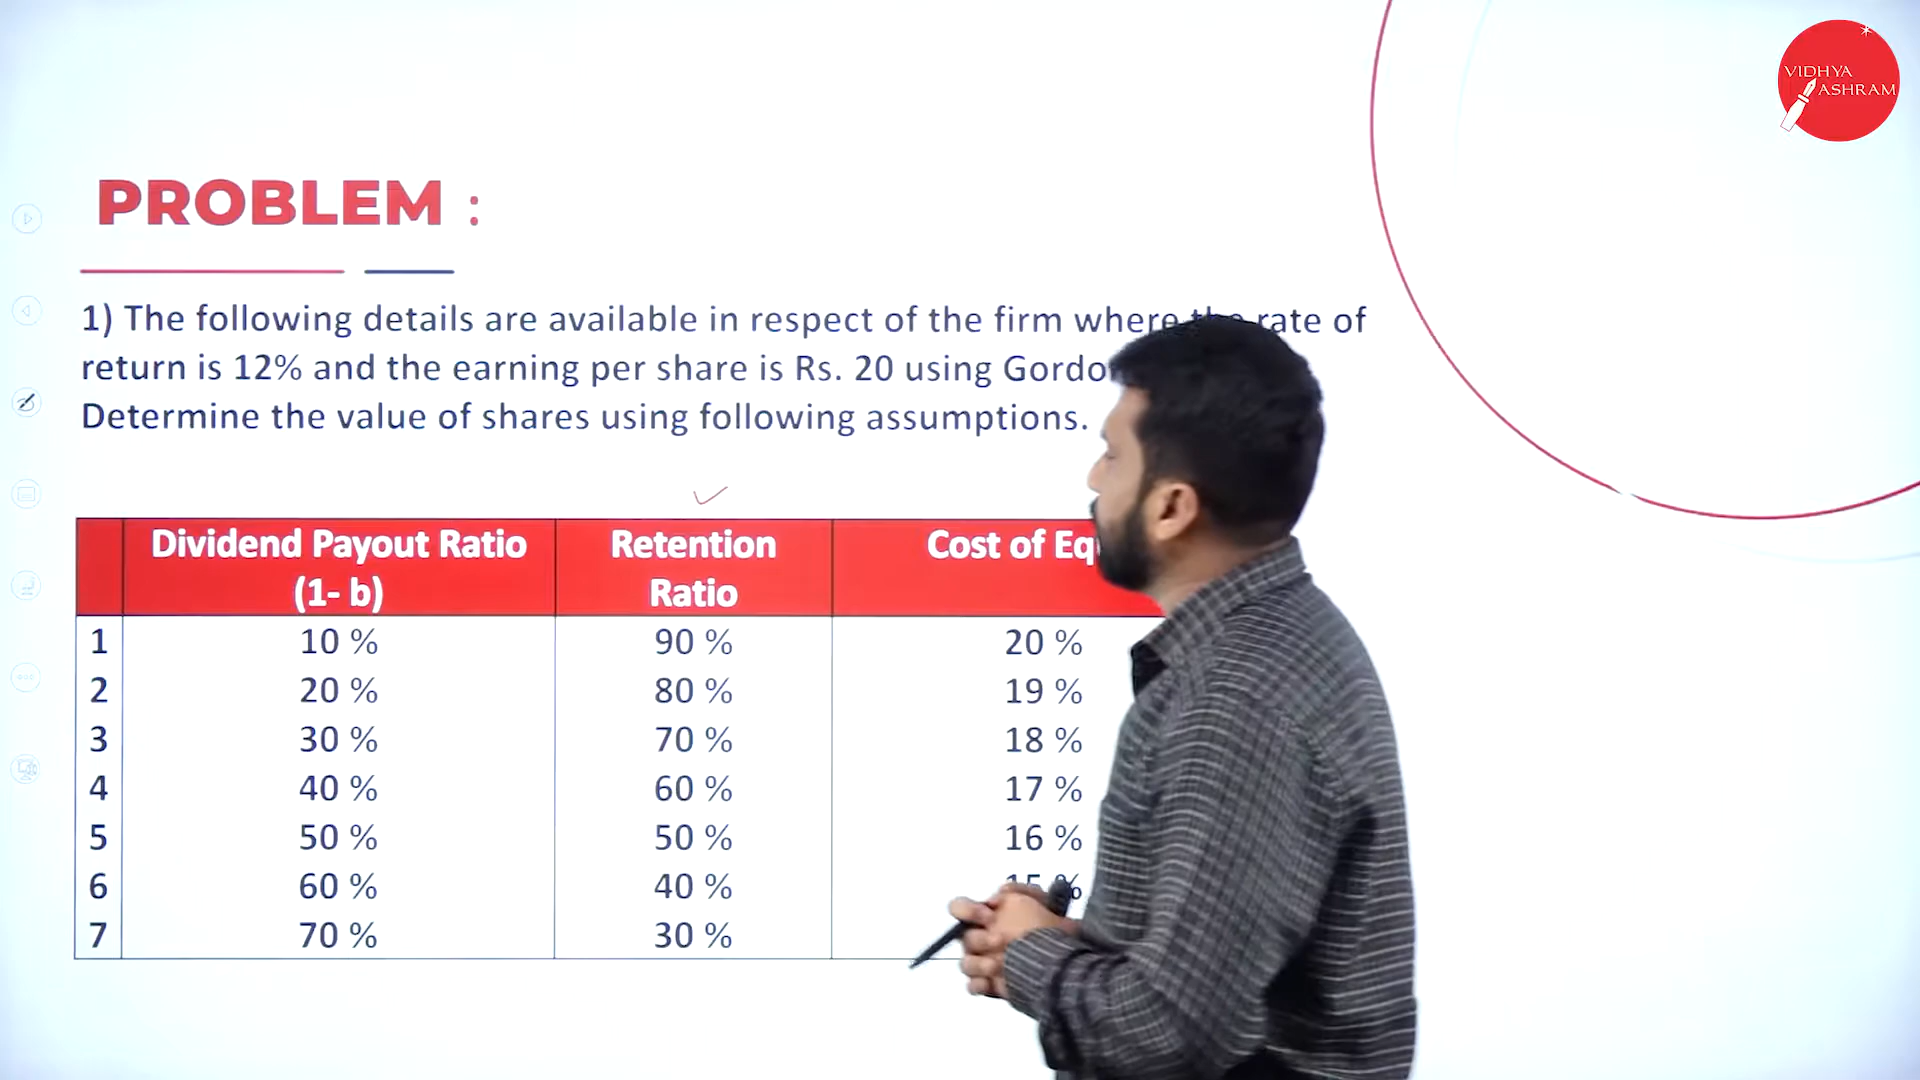 VIDHYA
ASHRAM
PROBLEM :
1) The following details are available in respect of the firm where the rate of
return is 12% and the earning per share is Rs. 20 using
Determine the value of shares using following assumptions.
Dividend Payout Ratio
(1- b)
Retention
Ratio
Cost of
1 10 % 90 % 20 %
2 20 % 80 % 19 %
3 30 % 70 % 18 %
4 40 % 60 % 17 %
5 50 % 50 % 16 %
6 60 % 40 % 15 %
7 70 % 30 %